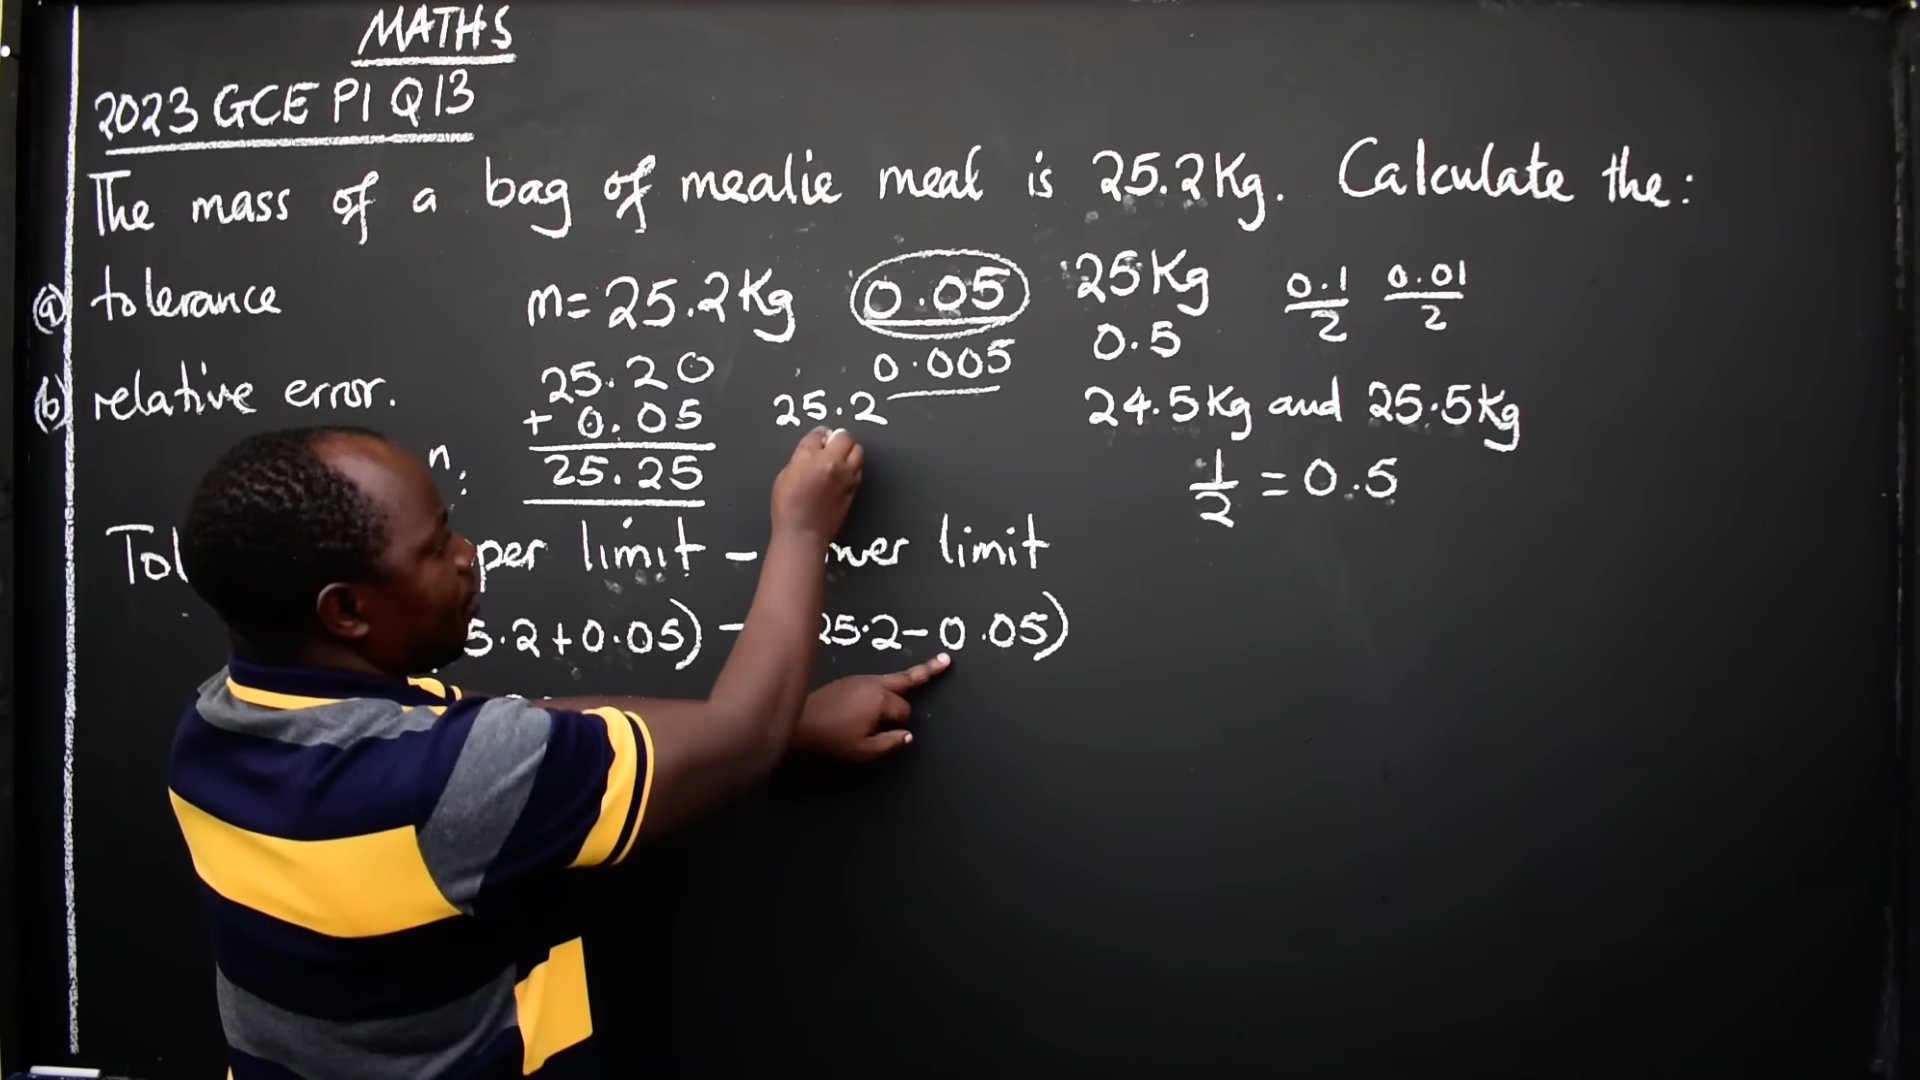 MATHS
2023 GCE P1 Q13
The mass of a bag of mealie meal is 25.2Kg. Calculate the:
(a) tolerance
m = 25.2Kg
0.05
25Kg
0.1/2 0.01/2
0.5
0.005
(b) relative error.
25.20
+ 0.05
25.25
25.2
24.5Kg and 25.5Kg
1/2 = 0.5
limit - limit
5.2+0.05) - 25.2-0.05)